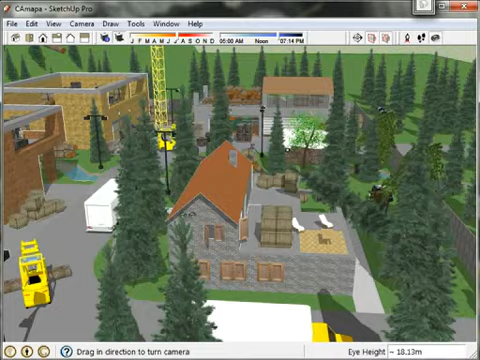 CAmapa - SketchUp Pro
File Edit View Camera Draw Tools Window Help
J F M A M J J A S O N D 05:00 AM Noon 07:14 PM
Drag in direction to turn camera Eye Height ~ 18.13m